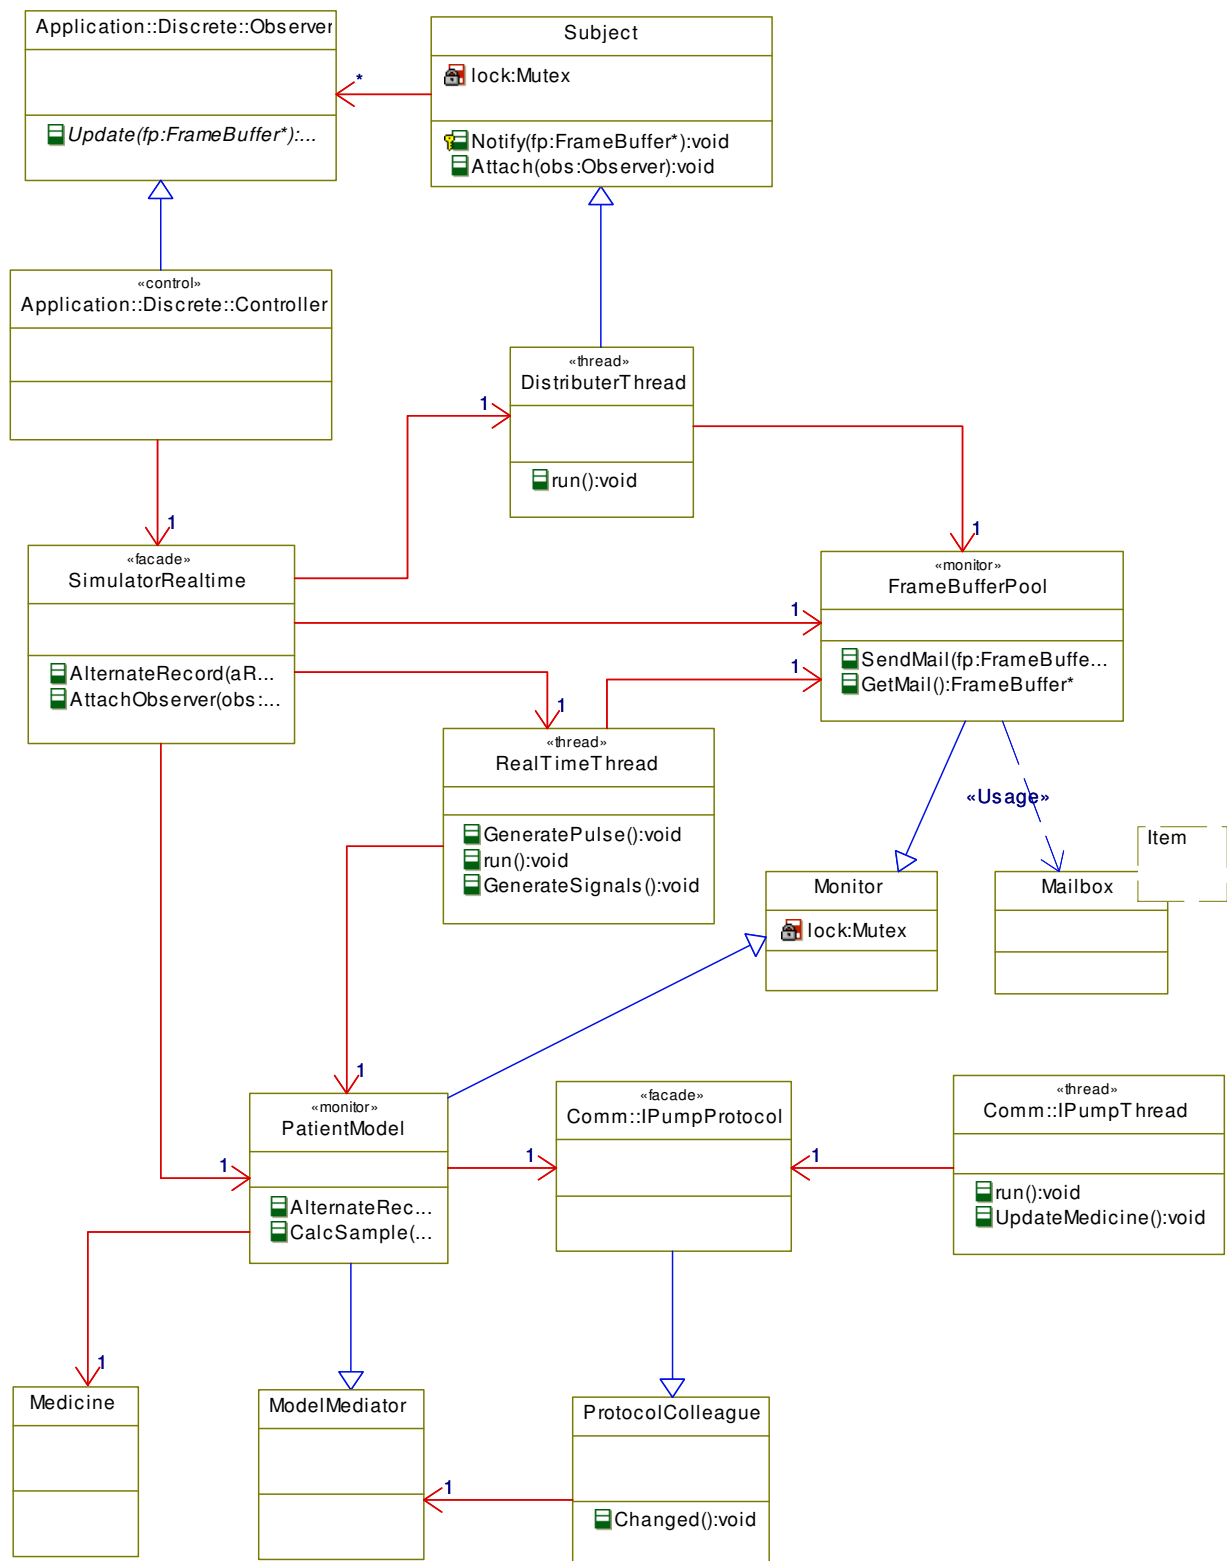 Application::Discrete::Observer
Update(fp:FrameBuffer*):...
*
Subject
lock:Mutex
Notify(fp:FrameBuffer*):void
Attach(obs:Observer):void
«control»
Application::Discrete::Controller
«thread»
DistributerThread
run():void
1
1
1
«facade»
SimulatorRealtime
AlternateRecord(aR...
AttachObserver(obs:...
«monitor»
FrameBufferPool
SendMail(fp:FrameBuffe...
GetMail():FrameBuffer*
1
1
1
«thread»
RealTimeThread
GeneratePulse():void
run():void
GenerateSignals():void
«Usage»
Monitor
lock:Mutex
Mailbox
Item
1
1
«monitor»
PatientModel
AlternateRec...
CalcSample(...
1
«facade»
Comm::IPumpProtocol
1
«thread»
Comm::IPumpThread
run():void
UpdateMedicine():void
1
Medicine
ModelMediator
1
ProtocolColleague
Changed():void